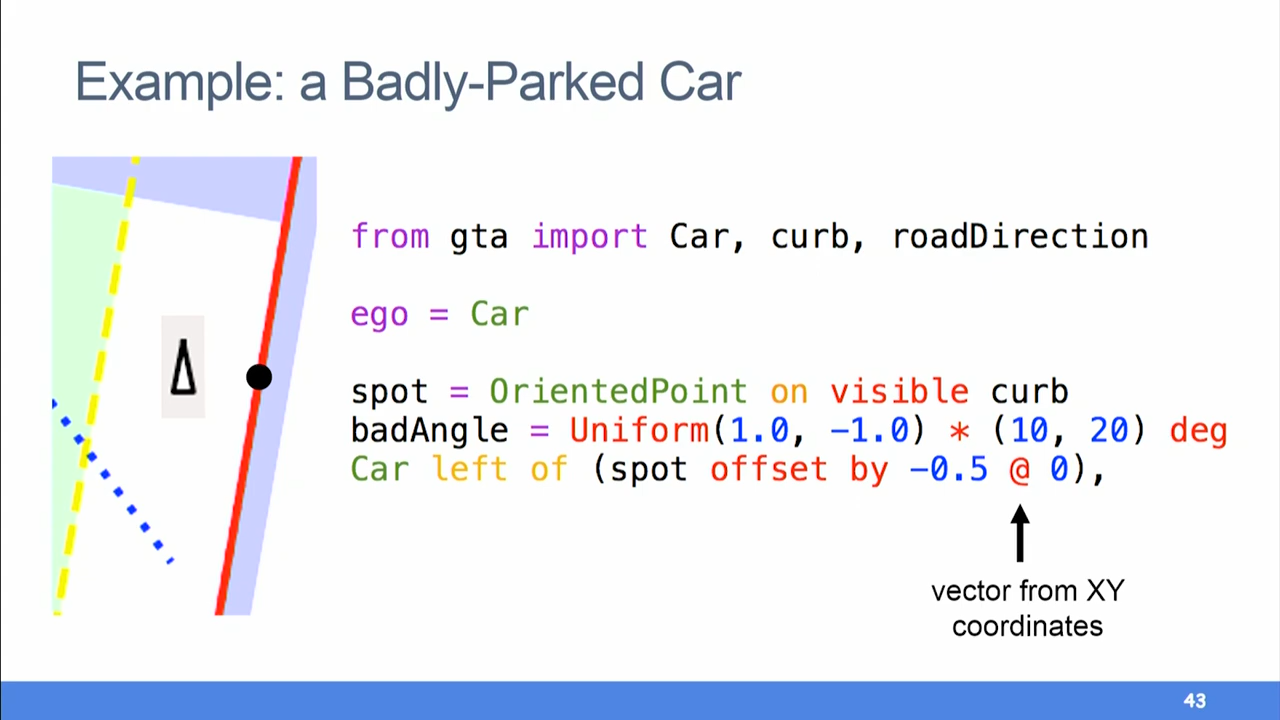 Example: a Badly-Parked Car
from gta import Car, curb, roadDirection
ego = Car
spot = OrientedPoint on visible curb
badAngle = Uniform(1.0, −1.0) * (10, 20) deg
Car left of (spot offset by −0.5 @ 0),
vector from XY
coordinates
43